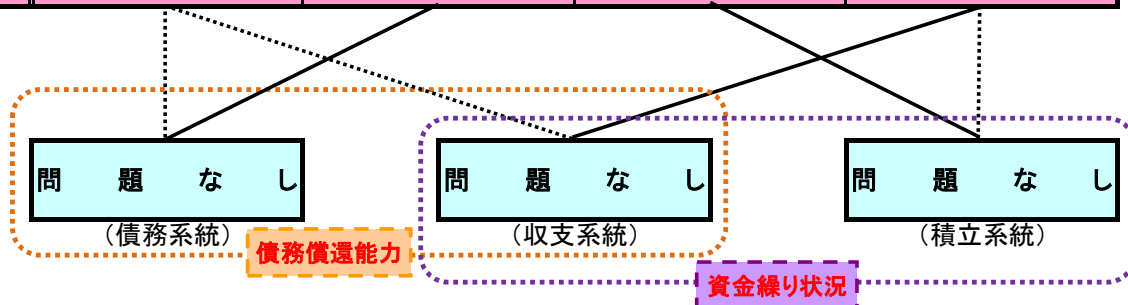 問題なし 問題なし 問題なし
（債務系統） （収支系統） （積立系統）
債務償還能力
資金繰り状況